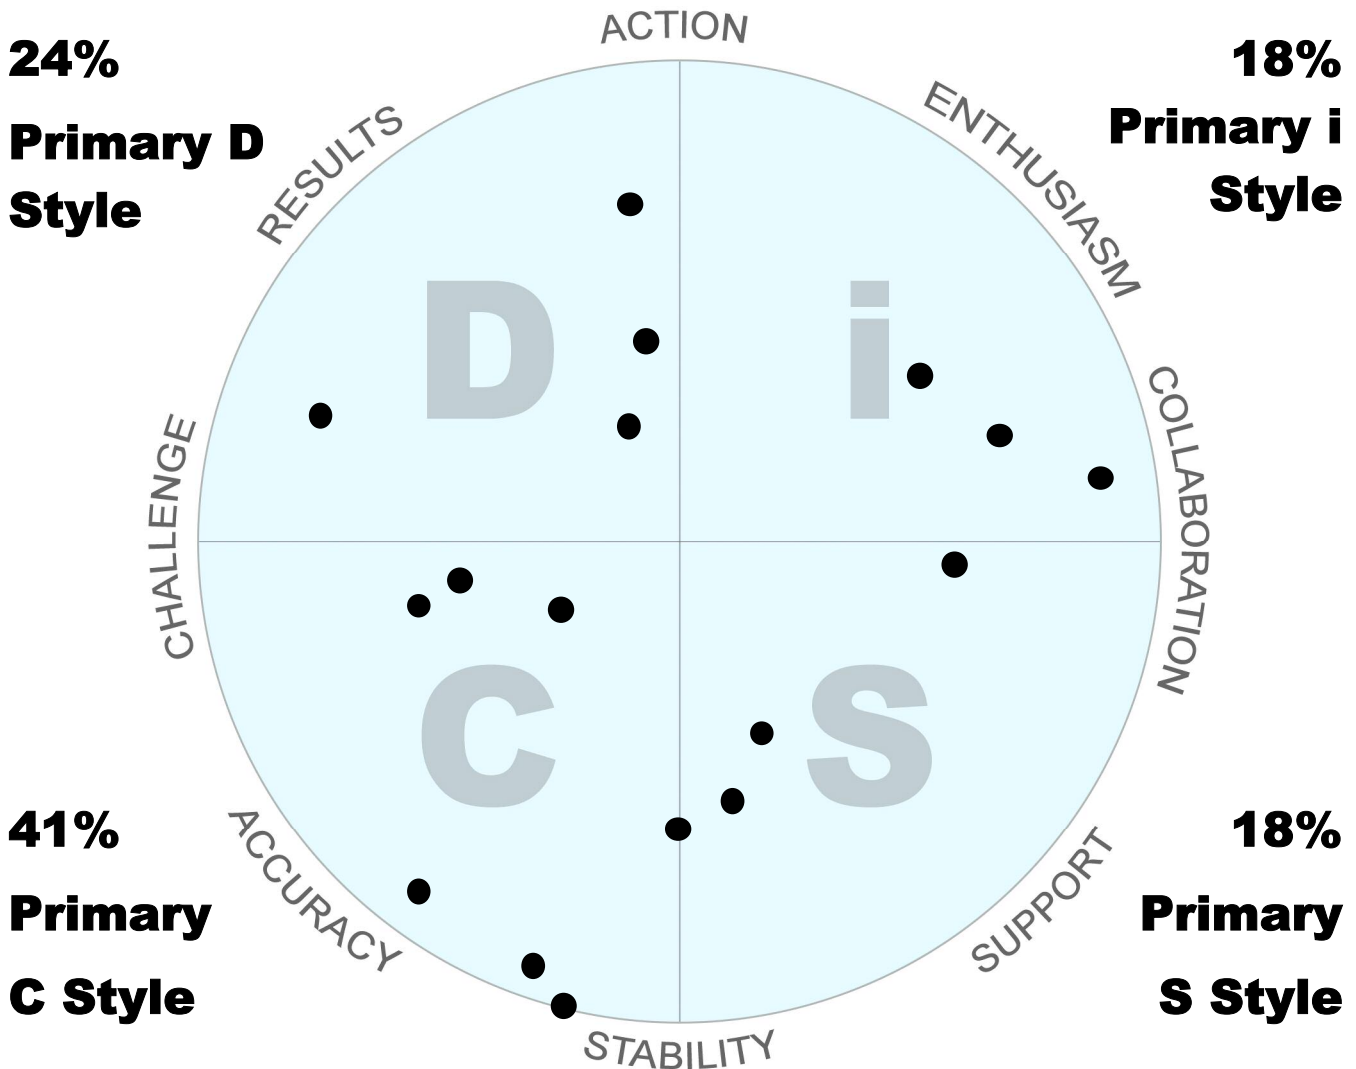 ACTION
24%
Primary D
Style
18%
Primary i
Style
RESULTS
ENTHUSIASM
D
i
CHALLENGE
COLLABORATION
C
S
41%
Primary
C Style
ACCURACY
SUPPORT
18%
Primary
S Style
STABILITY